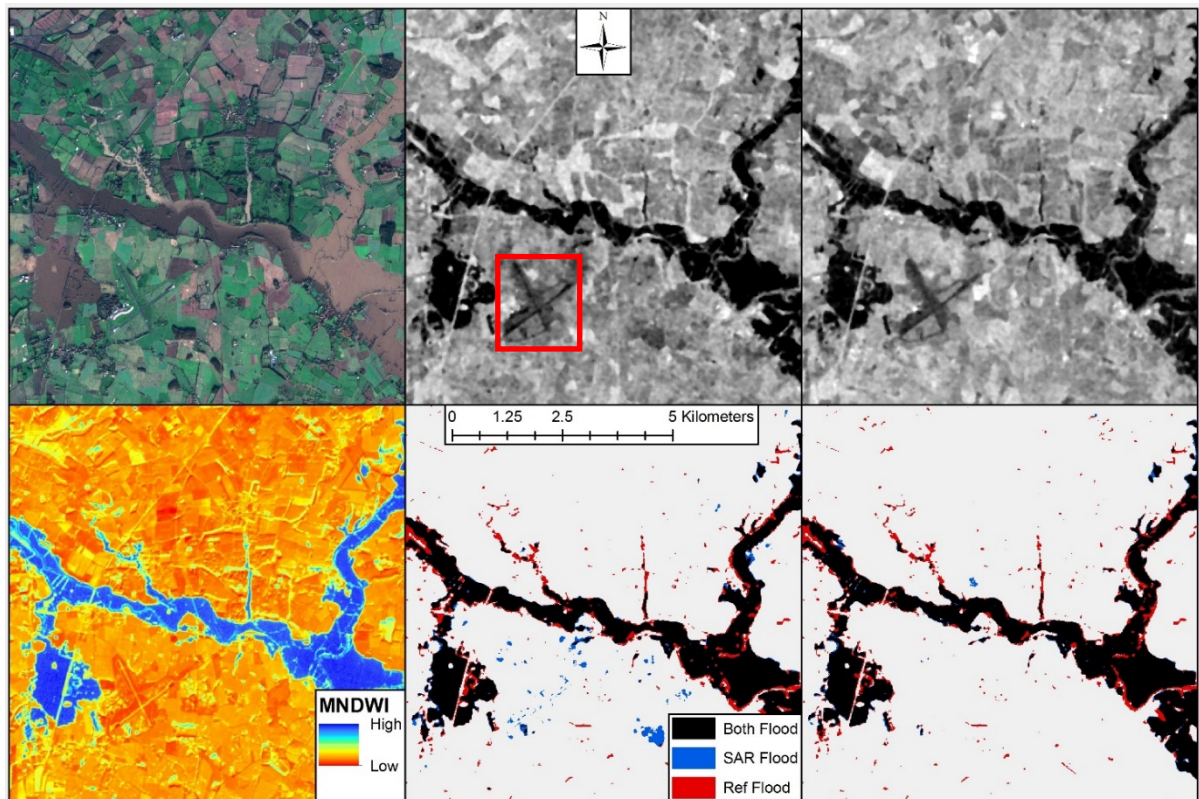 N
0 1.25 2.5 5 Kilometers
MNDWI
High
Low
Both Flood
SAR Flood
Ref Flood